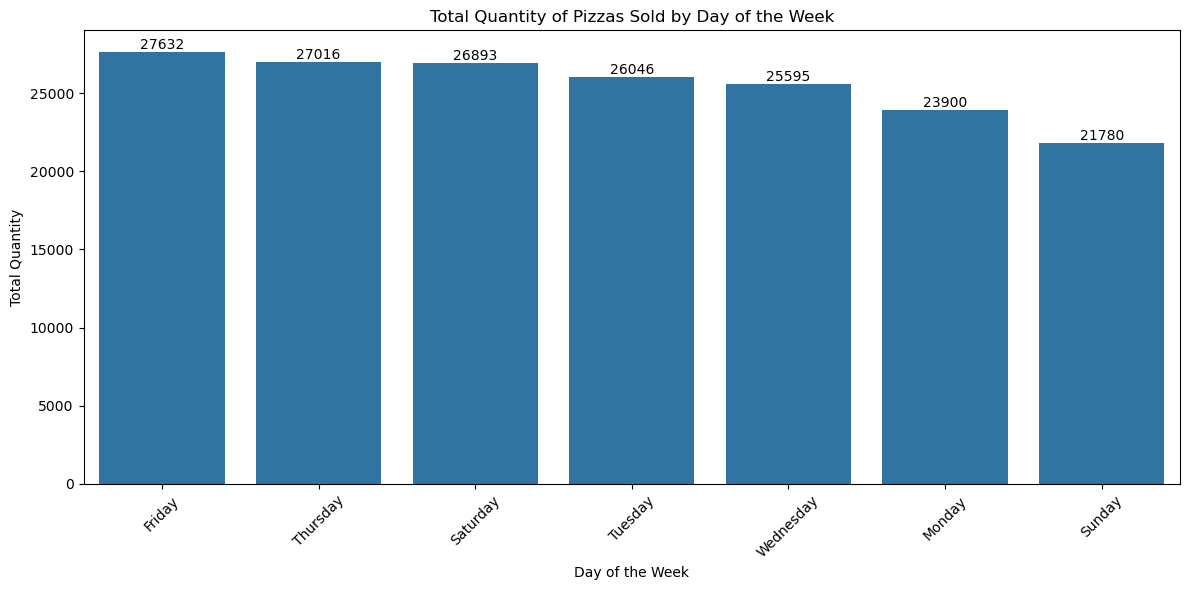 Total Quantity of Pizzas Sold by Day of the Week
27632
27016
26893
26046
25595
23900
21780
25000
20000
15000
10000
5000
0
Total Quantity
Friday
Thursday
Saturday
Tuesday
Wednesday
Monday
Sunday
Day of the Week